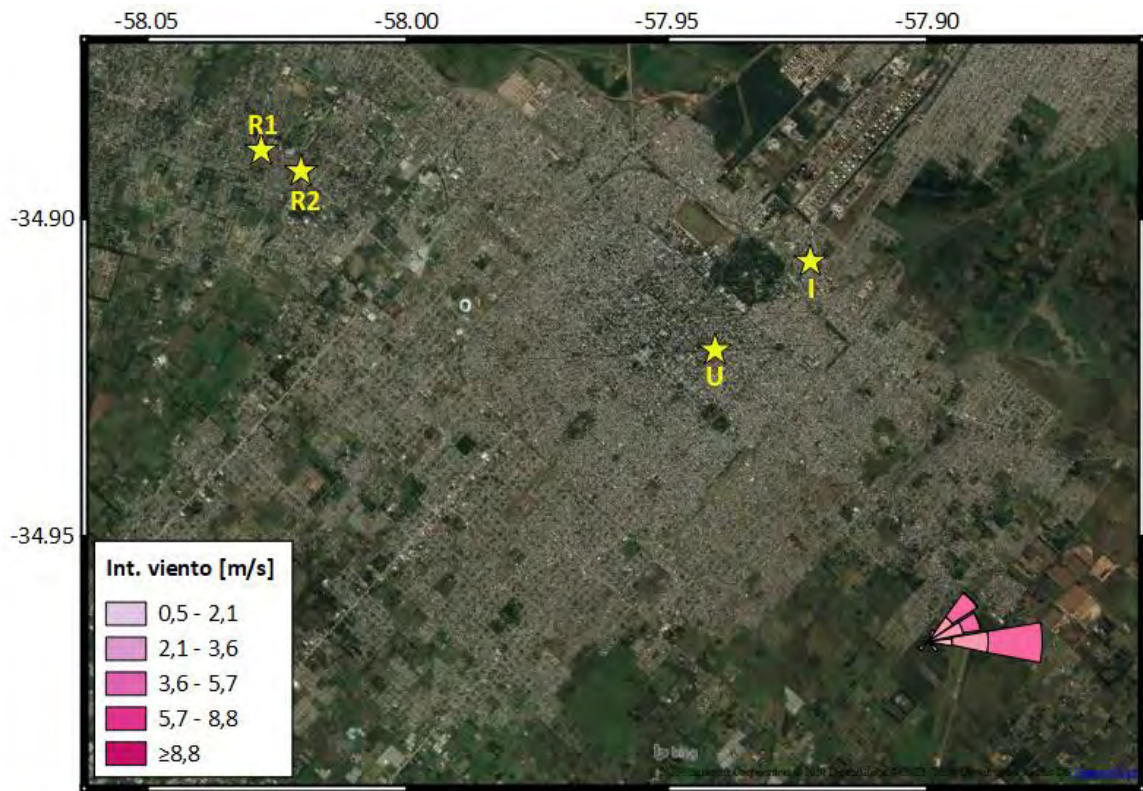 -58.05 -58.00 -57.95 -57.90
R1
R2
-34.90
I
U
-34.95
Int. viento [m/s]
0,5 - 2,1
2,1 - 3,6
3,6 - 5,7
5,7 - 8,8
≥8,8
bing